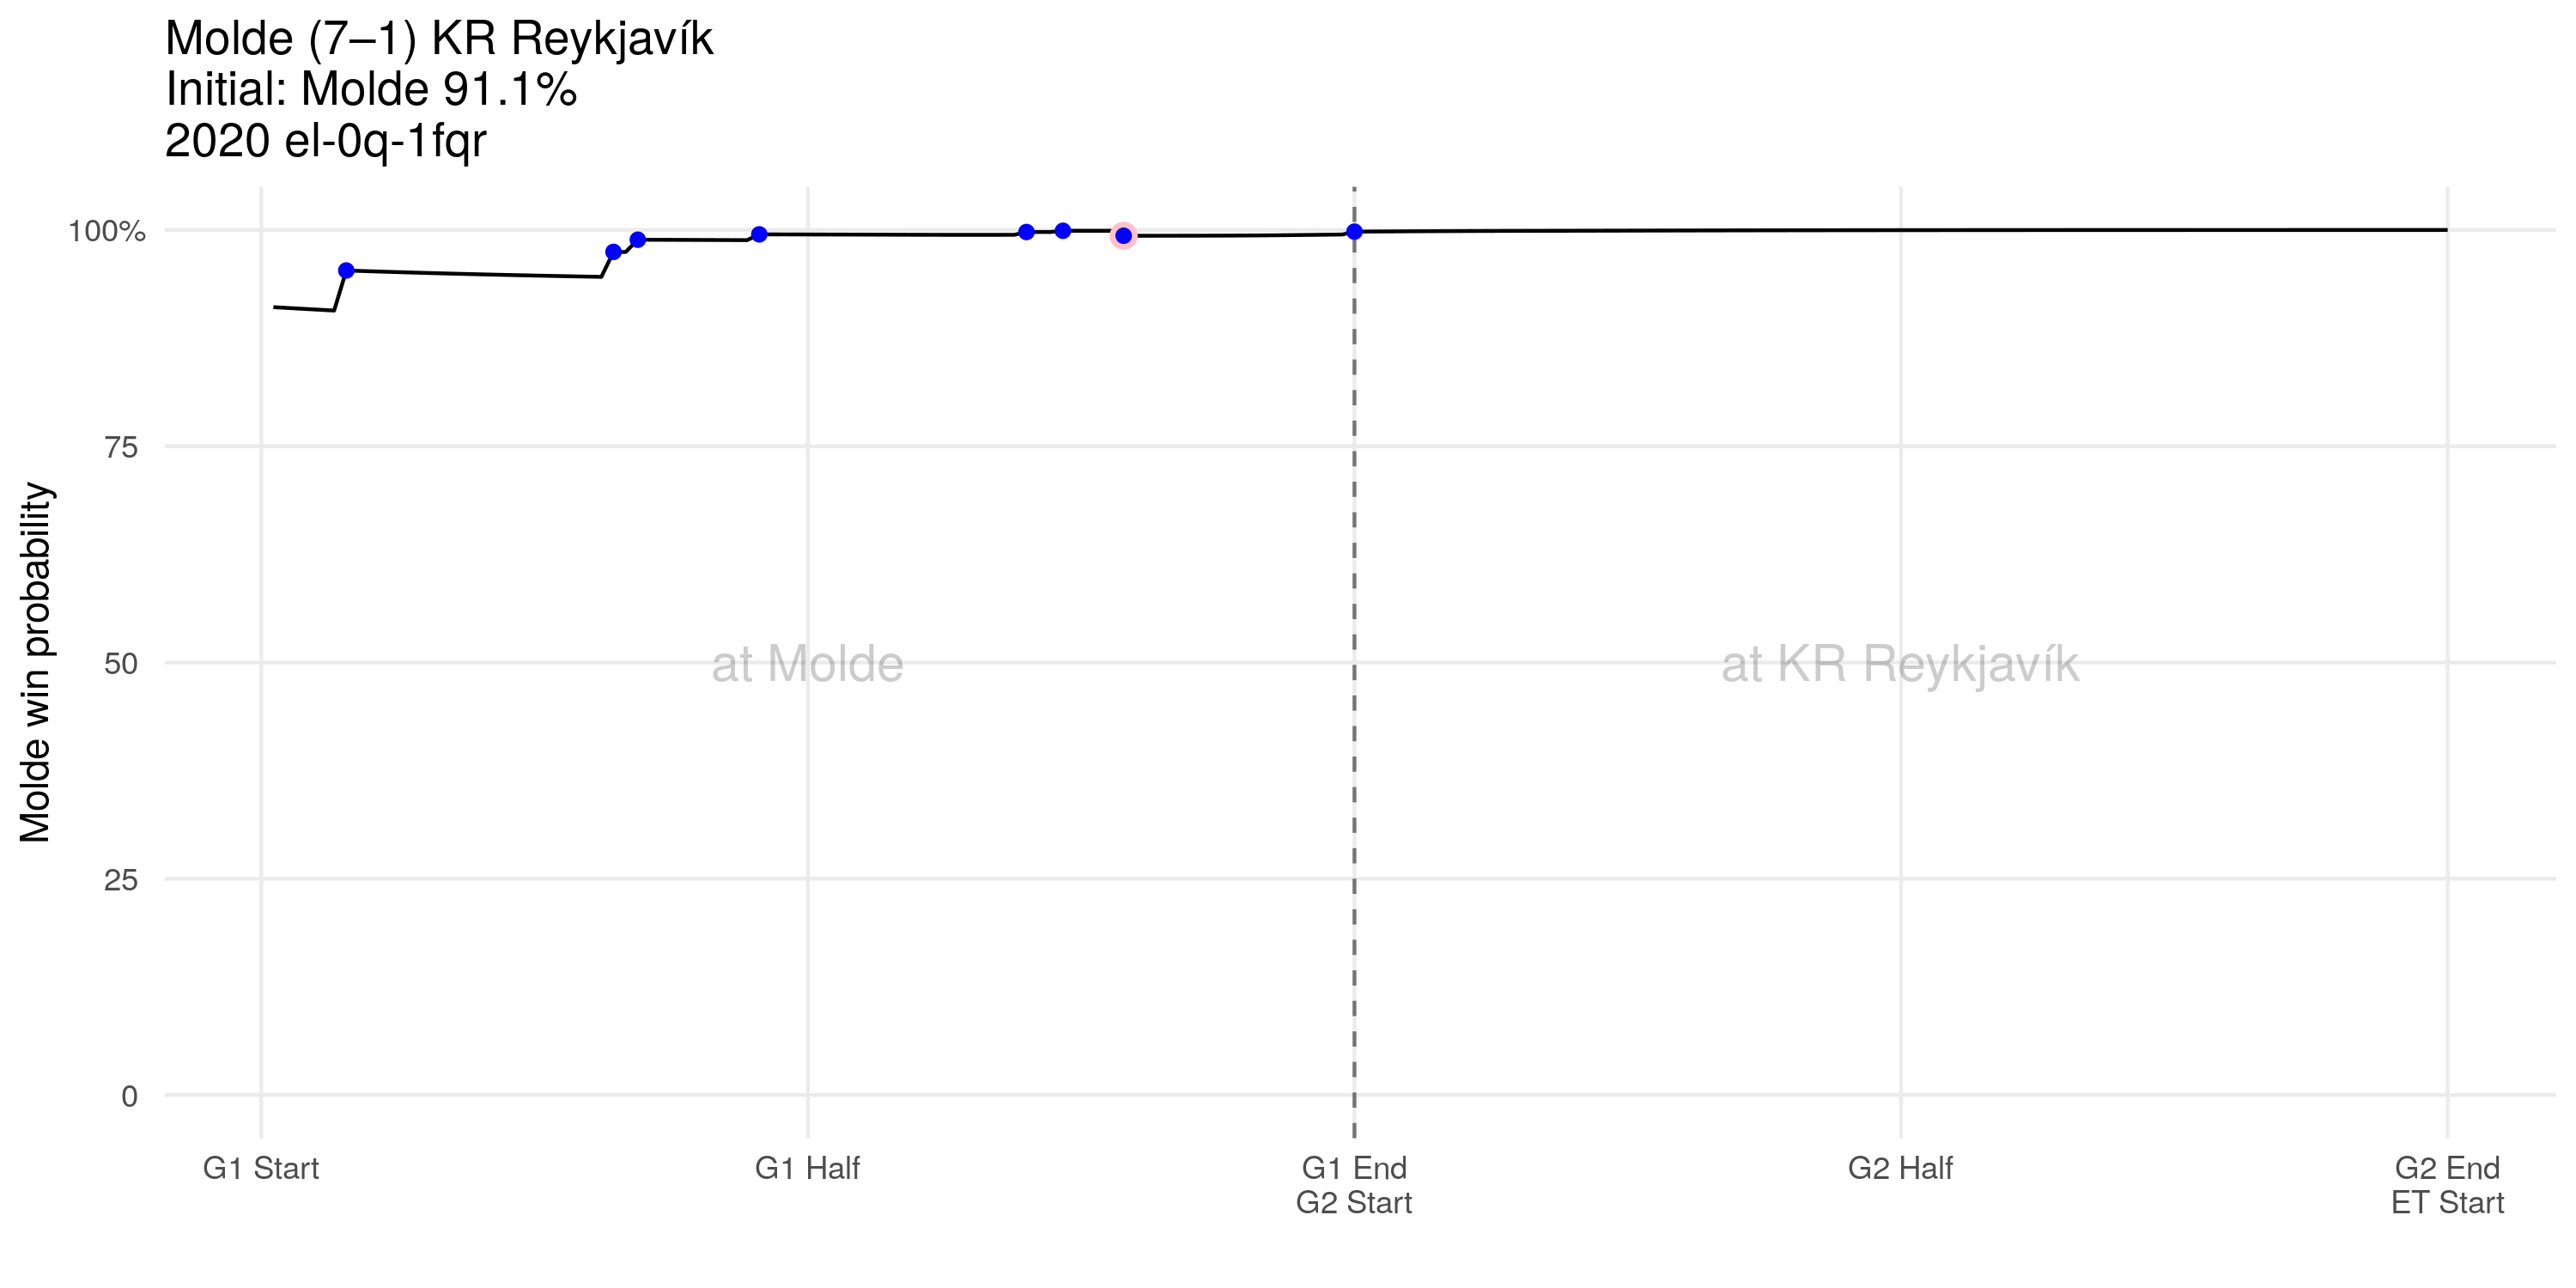 Molde (7–1) KR Reykjavík
Initial: Molde 91.1%
2020 el-0q-1fqr
Molde win probability
100%
75
50
25
0
at Molde
at KR Reykjavík
G1 Start
G1 Half
G1 End
G2 Start
G2 Half
G2 End
ET Start